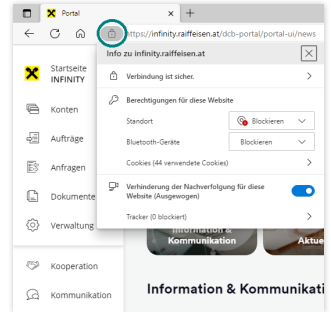 Portal
https://infinity.raiffeisen.at/dcb-portal/portal-ui/news
Info zu infinity.raiffeisen.at
Verbindung ist sicher.
Berechtigungen für diese Website
Standort
Blockieren
Bluetooth-Geräte
Blockieren
Cookies (44 verwendete Cookies)
Verhinderung der Nachverfolgung für diese
Website (Ausgewogen)
Tracker (0 blockiert)
Startseite
INFINITY
Konten
Aufträge
Anfragen
Dokumente
Verwaltung
Kooperation
Kommunikation
Information &
Kommunikation
Aktue
Information & Kommunikati